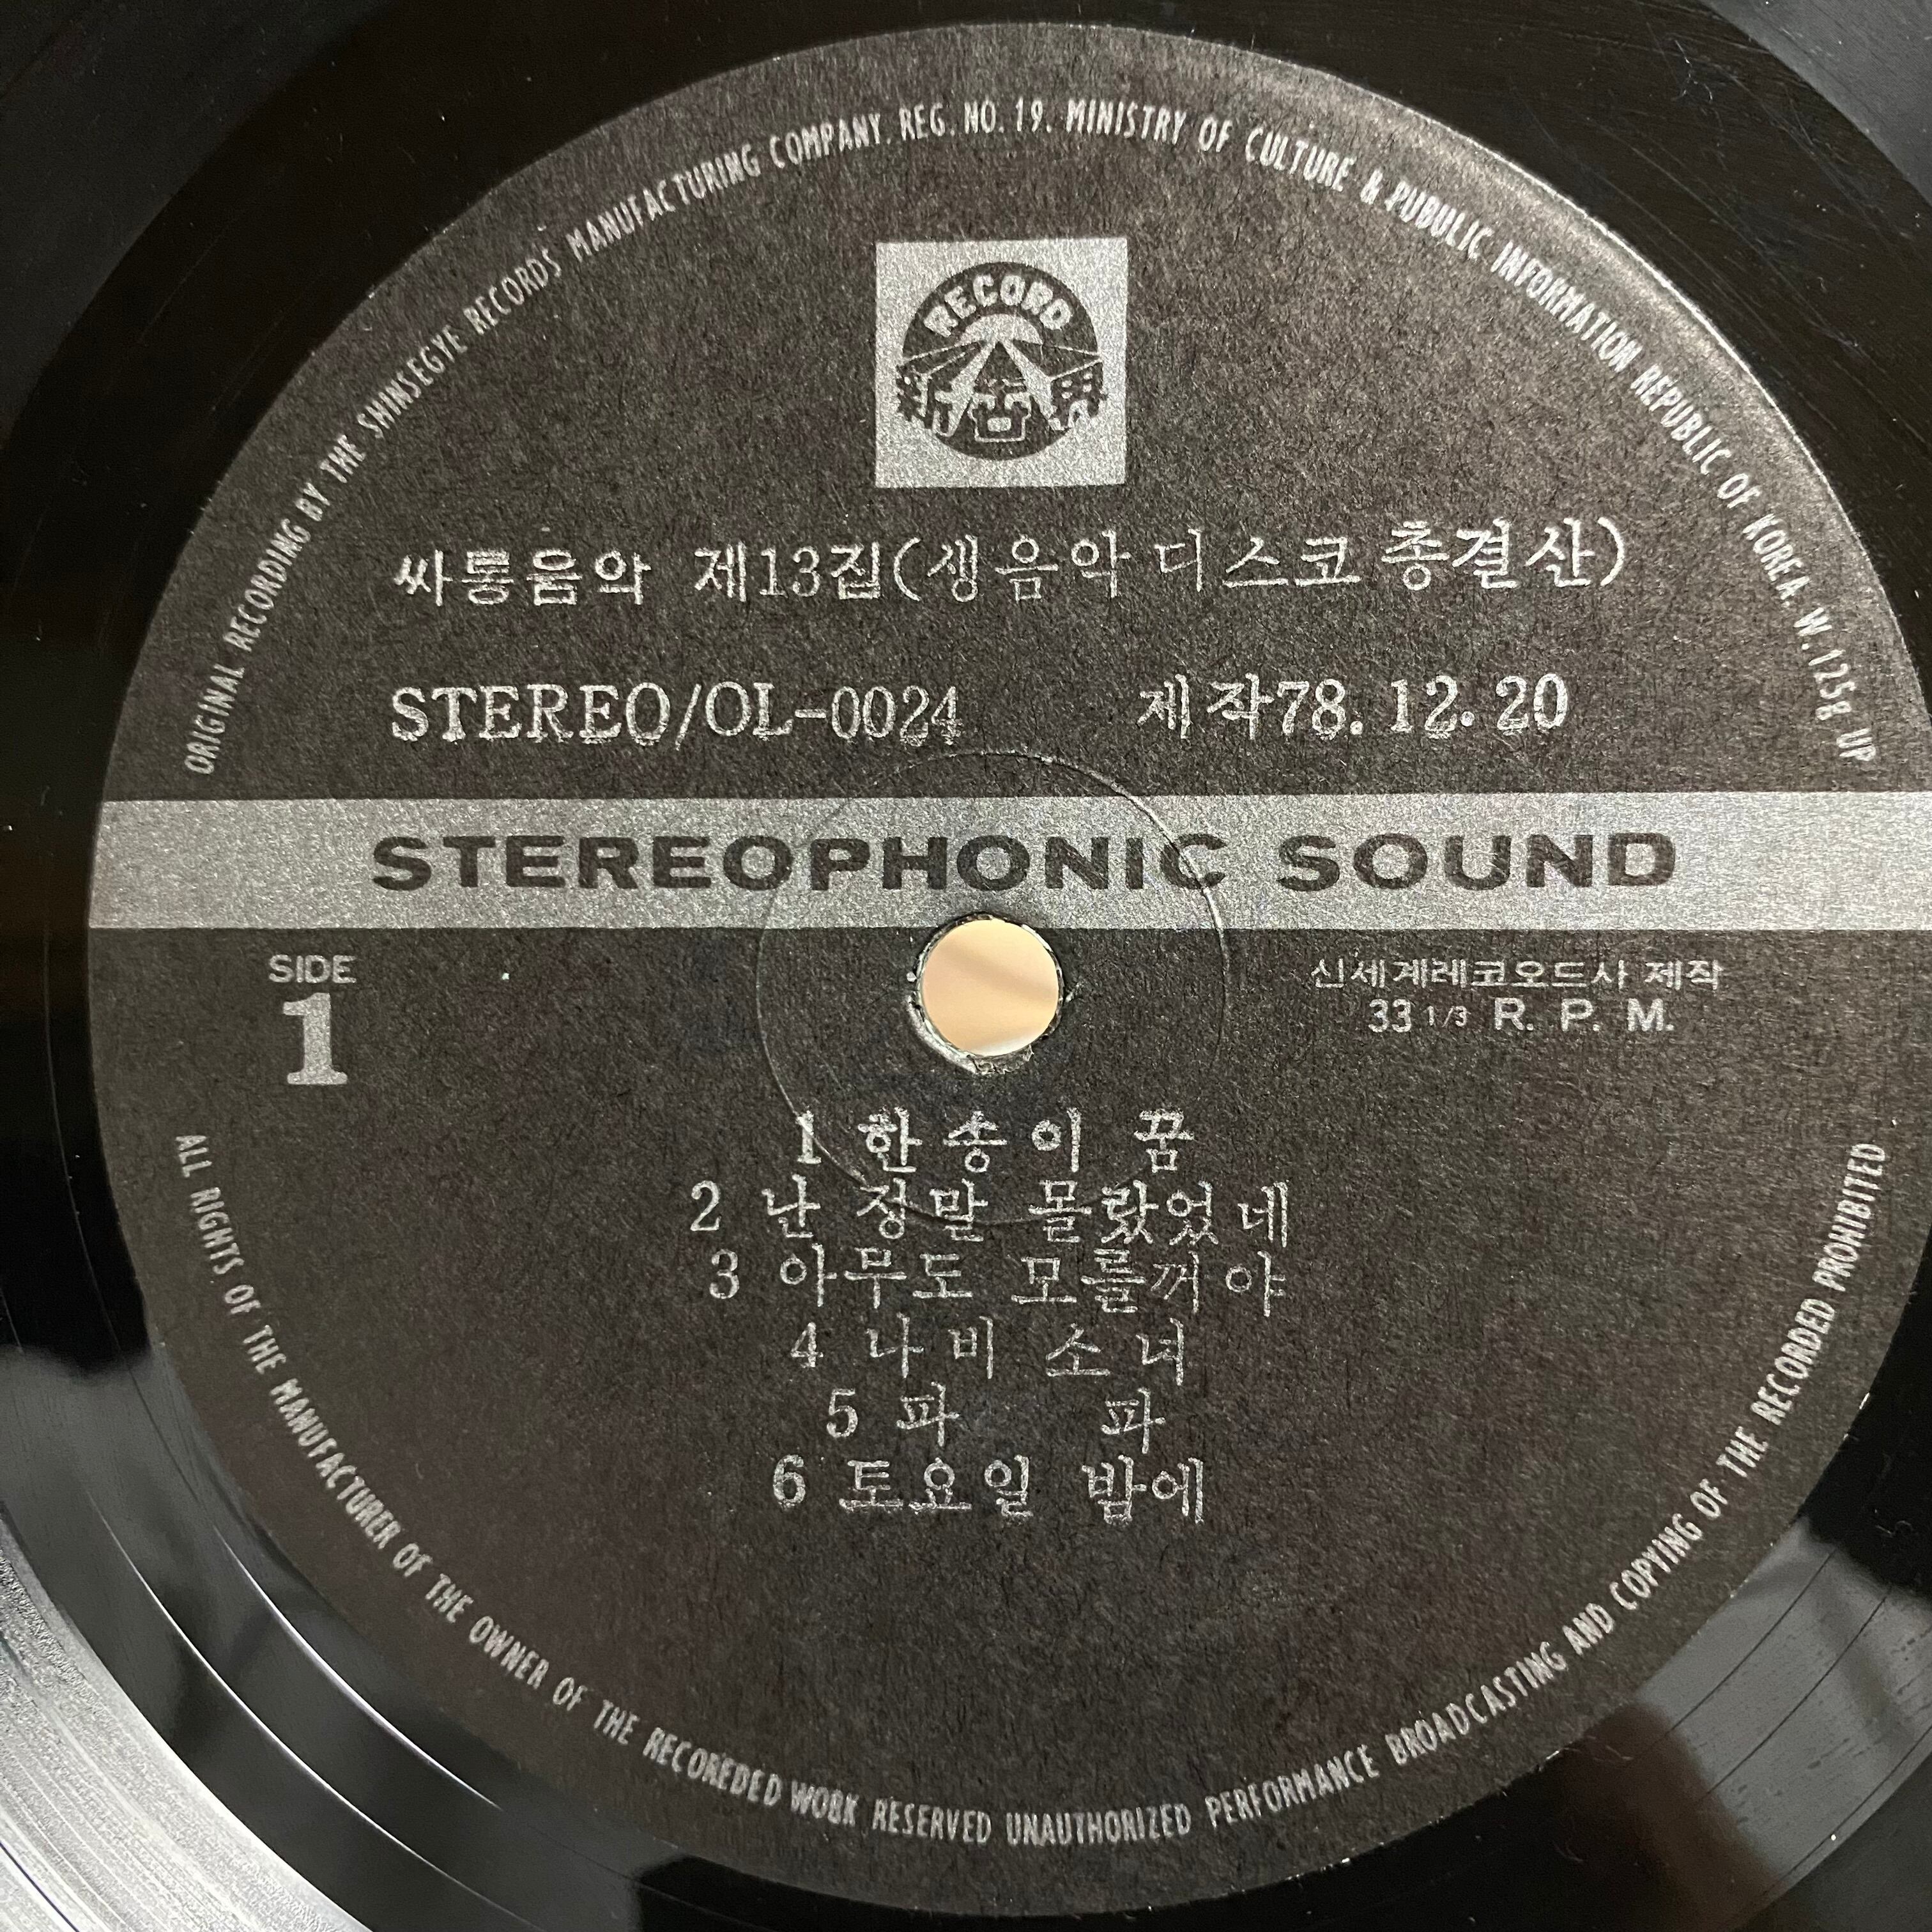 ORIGINAL RECORDING BY THE SHINSEGYE RECORDS MANUFACTURING COMPANY. REG. NO. 19. MINISTRY OF CULTURE & PUBULIC INFORMATION REPUBLIC OF KOREA. W.1258 UP
RECORD
新世界
싸롱음악 제13집(생음악 디스코 총결산)
STEREO/OL-0024 제작78.12.20
STEREOPHONIC SOUND
SIDE
1
신세계레코오드사 제작
33 1/3 R. P. M.
1 한송이 꿈
2 난 정말 몰랐었네
3 아무도 모를꺼야
4 나비 소녀
5 파 파
6 토요일 밤에
ALL RIGHTS OF THE MANUFACTURER OF THE OWNER OF THE RECOREDED WORK RESERVED UNAUTHORIZED PERFORMANCE BROADCASTING AND COPYING OF THE RECORDED PROHIBITED